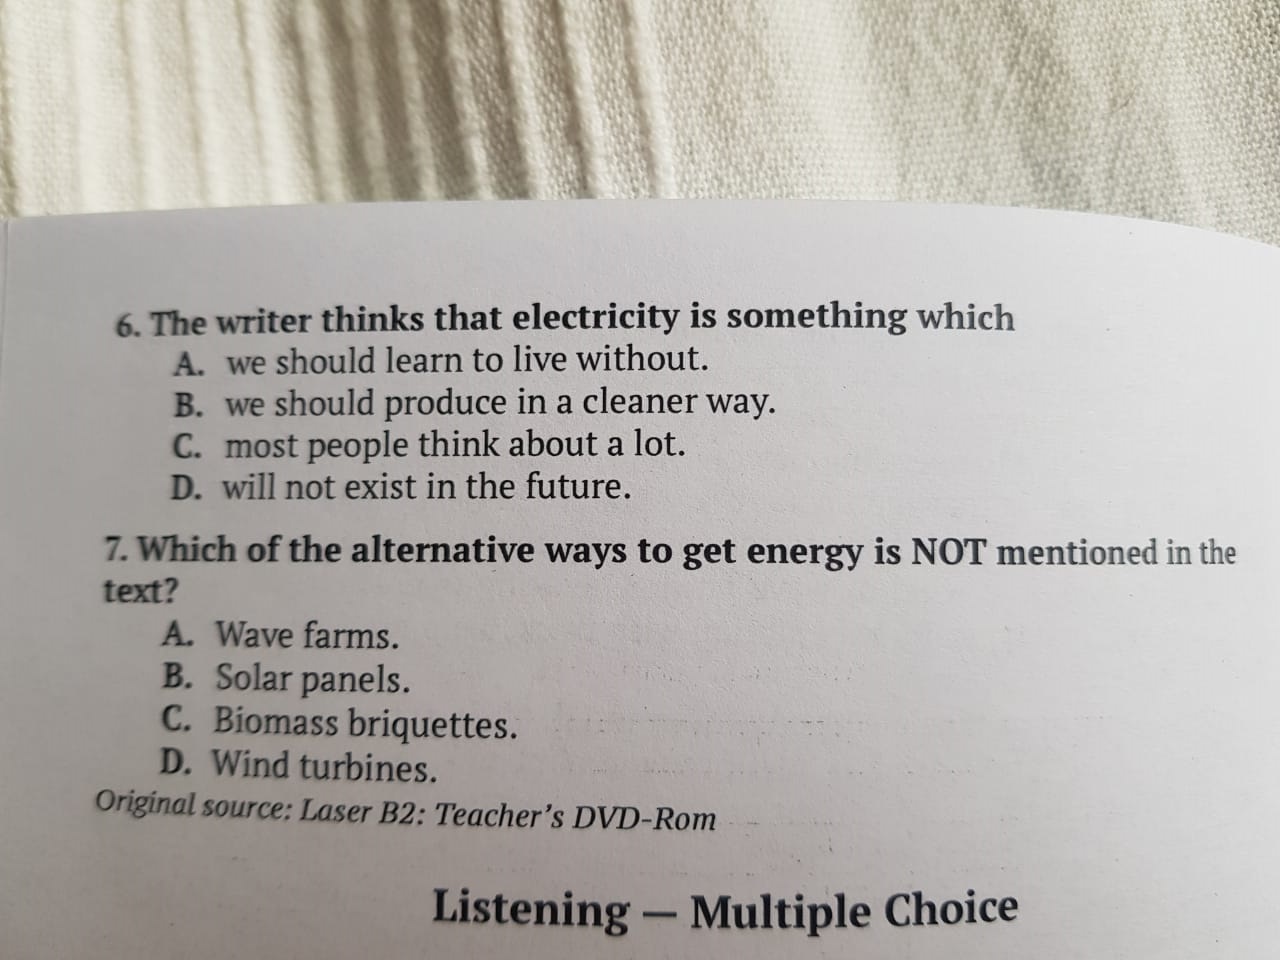 6. The writer thinks that electricity is something which
A. we should learn to live without.
B. we should produce in a cleaner way.
C. most people think about a lot.
D. will not exist in the future.
7. Which of the alternative ways to get energy is NOT mentioned in the
text?
A. Wave farms.
B. Solar panels.
C. Biomass briquettes.
D. Wind turbines.
Original source: Laser B2: Teacher's DVD-Rom
Listening — Multiple Choice